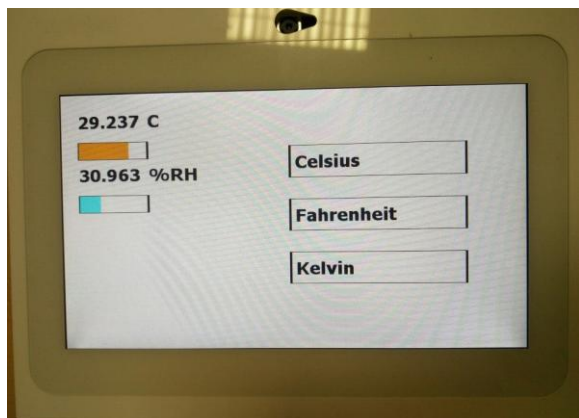 29.237 C
30.963 %RH
Celsius
Fahrenheit
Kelvin